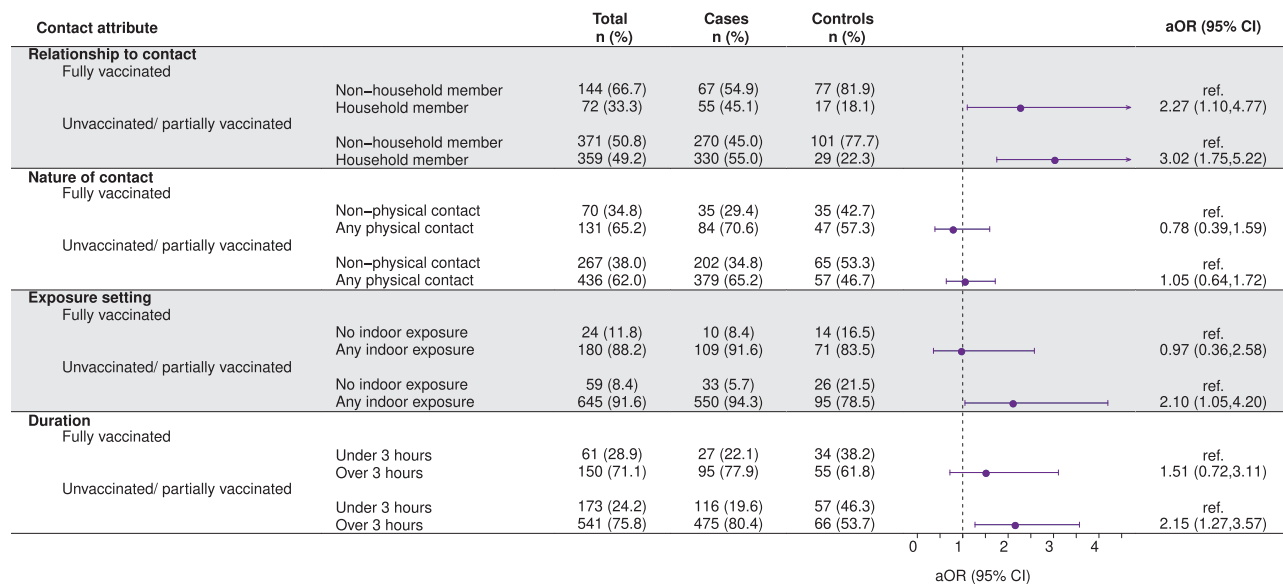 Contact attribute Total n (%) Cases n (%) Controls n (%) aOR (95% CI)
Relationship to contact
Fully vaccinated
Non−household member 144 (66.7) 67 (54.9) 77 (81.9) ref.
Household member 72 (33.3) 55 (45.1) 17 (18.1) 2.27 (1.10,4.77)
Unvaccinated/ partially vaccinated
Non−household member 371 (50.8) 270 (45.0) 101 (77.7) ref.
Household member 359 (49.2) 330 (55.0) 29 (22.3) 3.02 (1.75,5.22)
Nature of contact
Fully vaccinated
Non−physical contact 70 (34.8) 35 (29.4) 35 (42.7) ref.
Any physical contact 131 (65.2) 84 (70.6) 47 (57.3) 0.78 (0.39,1.59)
Unvaccinated/ partially vaccinated
Non−physical contact 267 (38.0) 202 (34.8) 65 (53.3) ref.
Any physical contact 436 (62.0) 379 (65.2) 57 (46.7) 1.05 (0.64,1.72)
Exposure setting
Fully vaccinated
No indoor exposure 24 (11.8) 10 (8.4) 14 (16.5) ref.
Any indoor exposure 180 (88.2) 109 (91.6) 71 (83.5) 0.97 (0.36,2.58)
Unvaccinated/ partially vaccinated
No indoor exposure 59 (8.4) 33 (5.7) 26 (21.5) ref.
Any indoor exposure 645 (91.6) 550 (94.3) 95 (78.5) 2.10 (1.05,4.20)
Duration
Fully vaccinated
Under 3 hours 61 (28.9) 27 (22.1) 34 (38.2) ref.
Over 3 hours 150 (71.1) 95 (77.9) 55 (61.8) 1.51 (0.72,3.11)
Unvaccinated/ partially vaccinated
Under 3 hours 173 (24.2) 116 (19.6) 57 (46.3) ref.
Over 3 hours 541 (75.8) 475 (80.4) 66 (53.7) 2.15 (1.27,3.57)
0 1 2 3 4
aOR (95% CI)